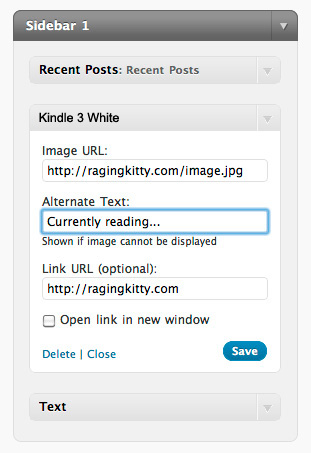 Sidebar 1
Recent Posts: Recent Posts
Kindle 3 White
Image URL:
http://ragingkitty.com/image.jpg
Alternate Text:
Currently reading...
Shown if image cannot be displayed
Link URL (optional):
http://ragingkitty.com
Open link in new window
Delete | Close
Save
Text